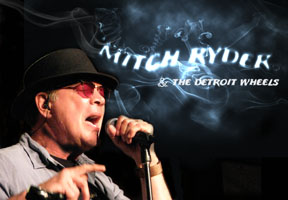 MITCH RYDER
& THE DETROIT WHEELS